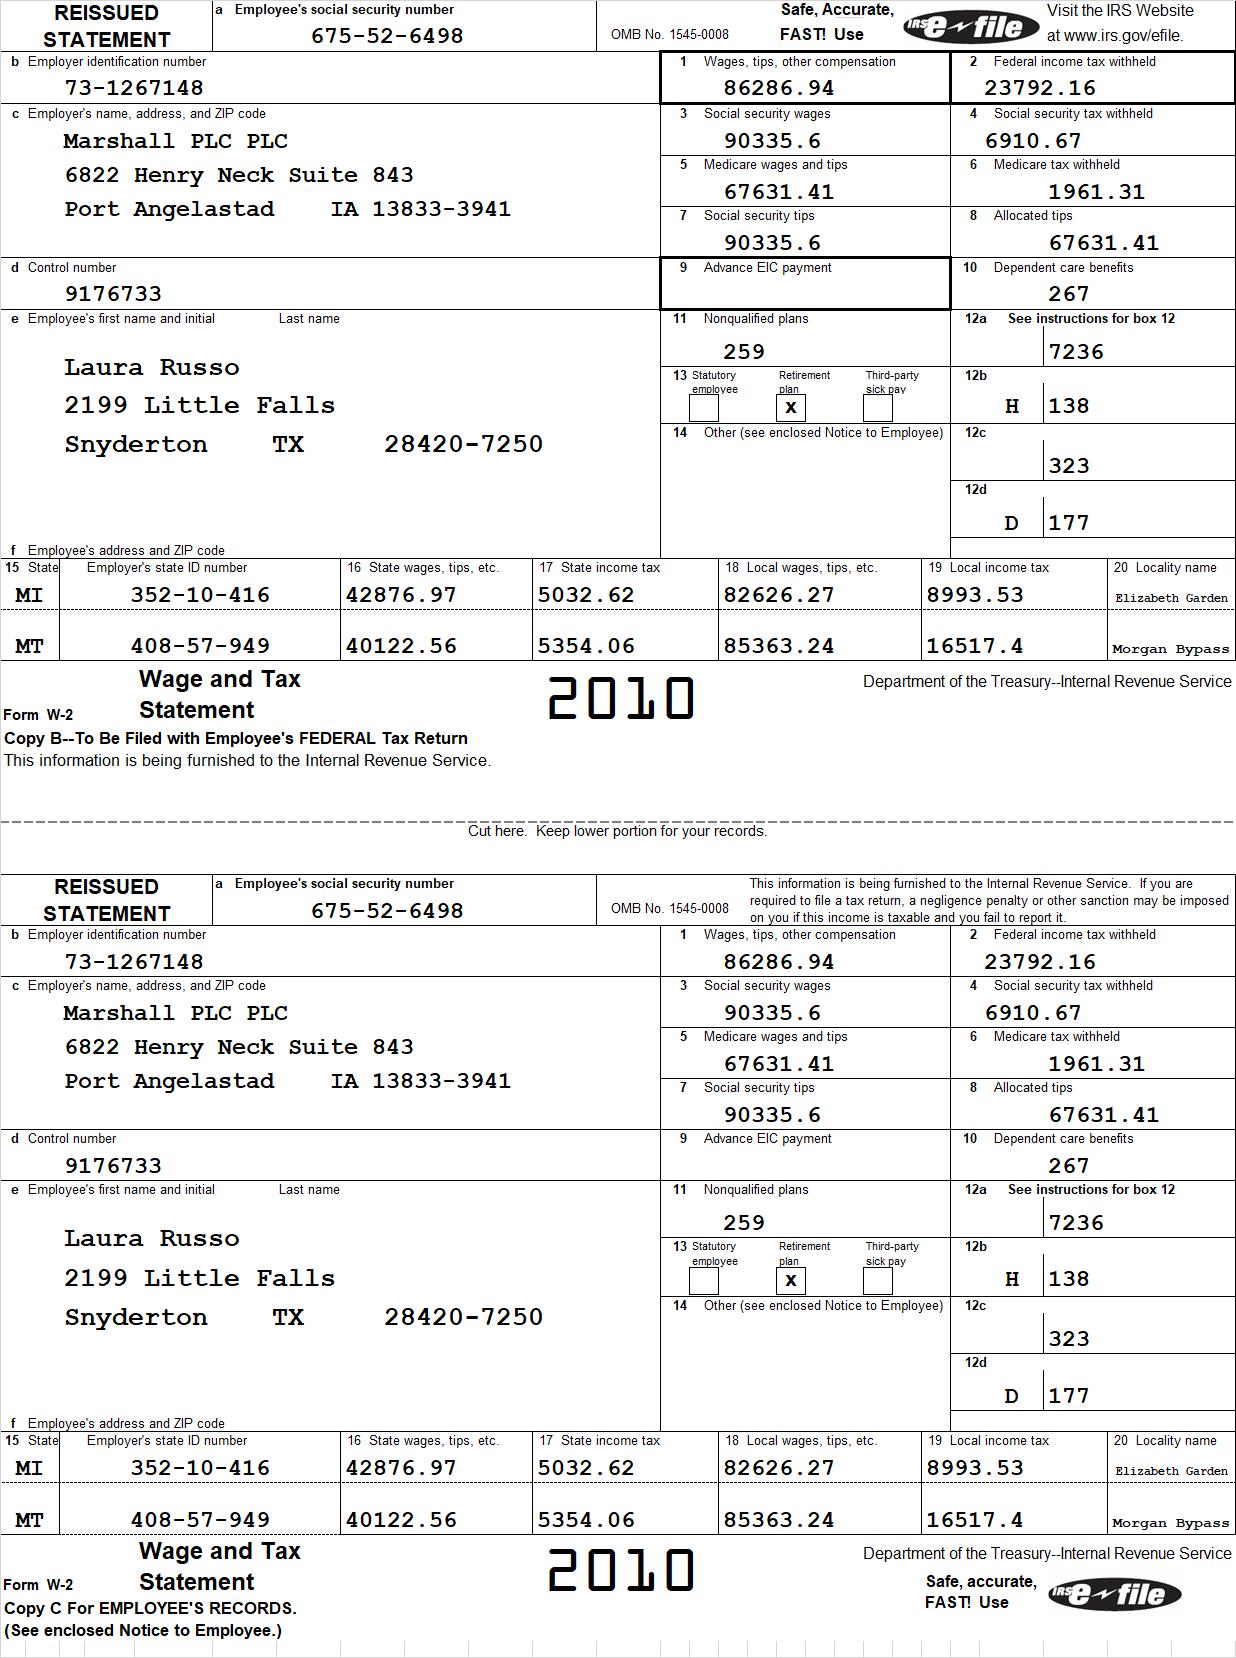 REISSUED STATEMENT
a Employee's social security number
675-52-6498
OMB No. 1545-0008
Safe, Accurate, FAST! Use
IRS e-file
Visit the IRS Website at www.irs.gov/efile.
b Employer identification number
73-1267148
1 Wages, tips, other compensation
86286.94
2 Federal income tax withheld
23792.16
c Employer's name, address, and ZIP code
Marshall PLC PLC
6822 Henry Neck Suite 843
Port Angelastad IA 13833-3941
3 Social security wages
90335.6
4 Social security tax withheld
6910.67
5 Medicare wages and tips
67631.41
6 Medicare tax withheld
1961.31
7 Social security tips
90335.6
8 Allocated tips
67631.41
d Control number
9176733
9 Advance EIC payment
10 Dependent care benefits
267
e Employee's first name and initial Last name
Laura Russo
2199 Little Falls
Snyderton TX 28420-7250
11 Nonqualified plans
259
12a See instructions for box 12
7236
13 Statutory employee Retirement plan Third-party sick pay
x
12b
H 138
14 Other (see enclosed Notice to Employee)
12c
323
12d
D 177
f Employee's address and ZIP code
15 State Employer's state ID number 16 State wages, tips, etc. 17 State income tax 18 Local wages, tips, etc. 19 Local income tax 20 Locality name
MI 352-10-416 42876.97 5032.62 82626.27 8993.53 Elizabeth Garden
MT 408-57-949 40122.56 5354.06 85363.24 16517.4 Morgan Bypass
Form W-2
Wage and Tax Statement
2010
Department of the Treasury--Internal Revenue Service
Copy B--To Be Filed with Employee's FEDERAL Tax Return
This information is being furnished to the Internal Revenue Service.
Cut here. Keep lower portion for your records.
REISSUED STATEMENT
a Employee's social security number
675-52-6498
OMB No. 1545-0008
This information is being furnished to the Internal Revenue Service. If you are
required to file a tax return, a negligence penalty or other sanction may be imposed
on you if this income is taxable and you fail to report it.
b Employer identification number
73-1267148
1 Wages, tips, other compensation
86286.94
2 Federal income tax withheld
23792.16
c Employer's name, address, and ZIP code
Marshall PLC PLC
6822 Henry Neck Suite 843
Port Angelastad IA 13833-3941
3 Social security wages
90335.6
4 Social security tax withheld
6910.67
5 Medicare wages and tips
67631.41
6 Medicare tax withheld
1961.31
7 Social security tips
90335.6
8 Allocated tips
67631.41
d Control number
9176733
9 Advance EIC payment
10 Dependent care benefits
267
e Employee's first name and initial Last name
Laura Russo
2199 Little Falls
Snyderton TX 28420-7250
11 Nonqualified plans
259
12a See instructions for box 12
7236
13 Statutory employee Retirement plan Third-party sick pay
x
12b
H 138
14 Other (see enclosed Notice to Employee)
12c
323
12d
D 177
f Employee's address and ZIP code
15 State Employer's state ID number 16 State wages, tips, etc. 17 State income tax 18 Local wages, tips, etc. 19 Local income tax 20 Locality name
MI 352-10-416 42876.97 5032.62 82626.27 8993.53 Elizabeth Garden
MT 408-57-949 40122.56 5354.06 85363.24 16517.4 Morgan Bypass
Form W-2
Wage and Tax Statement
2010
Department of the Treasury--Internal Revenue Service
Safe, accurate, FAST! Use
IRS e-file
Copy C For EMPLOYEE'S RECORDS.
(See enclosed Notice to Employee.)